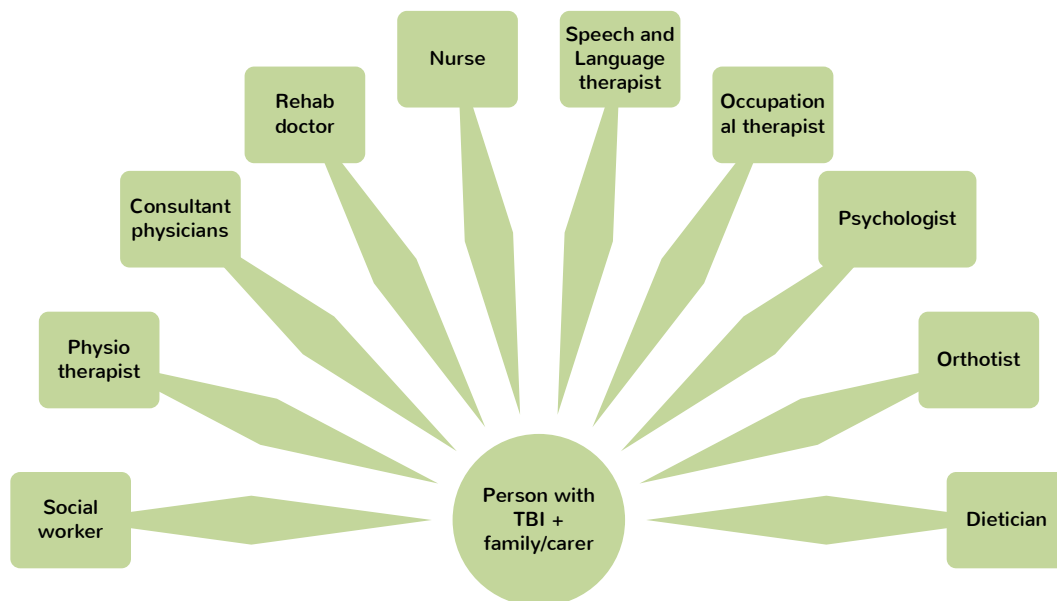 Nurse
Speech and
Language
therapist
Rehab
doctor
Occupation
al therapist
Consultant
physicians
Psychologist
Physio
therapist
Orthotist
Social
worker
Person with
TBI +
family/carer
Dietician